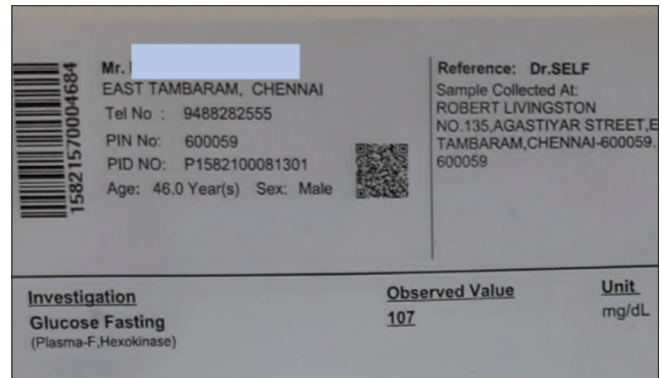 15821570004684
Mr.
EAST TAMBARAM, CHENNAI
Tel No : 9488282555
PIN No: 600059
PID NO: P1582100081301
Age: 46.0 Year(s) Sex: Male
Reference: Dr.SELF
Sample Collected At:
ROBERT LIVINGSTON
NO.135,AGASTIYAR STREET,E
TAMBARAM,CHENNAI-600059.
600059
Investigation Observed Value Unit
Glucose Fasting 107 mg/dL
(Plasma-F,Hexokinase)